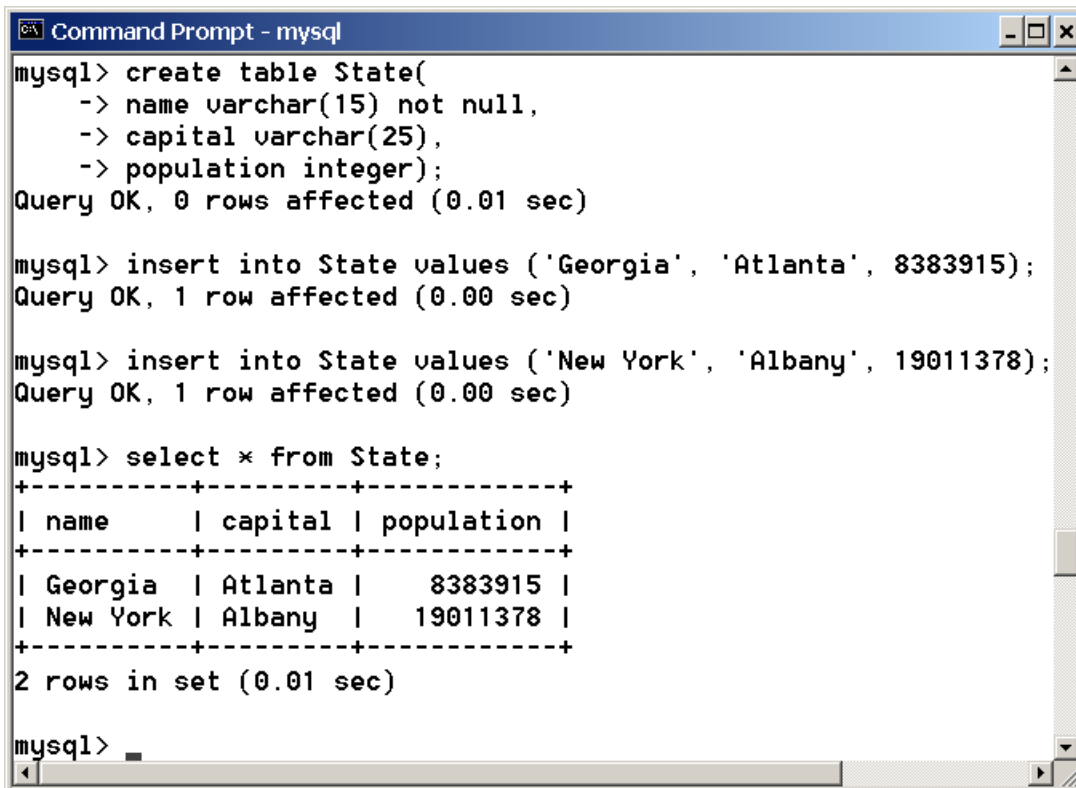 Command Prompt - mysql
mysql> create table State(
    -> name varchar(15) not null,
    -> capital varchar(25),
    -> population integer);
Query OK, 0 rows affected (0.01 sec)

mysql> insert into State values ('Georgia', 'Atlanta', 8383915);
Query OK, 1 row affected (0.00 sec)

mysql> insert into State values ('New York', 'Albany', 19011378);
Query OK, 1 row affected (0.00 sec)

mysql> select * from State;
+----------+---------+------------+
| name     | capital | population |
+----------+---------+------------+
| Georgia  | Atlanta |    8383915 |
| New York | Albany  |   19011378 |
+----------+---------+------------+
2 rows in set (0.01 sec)

mysql> _